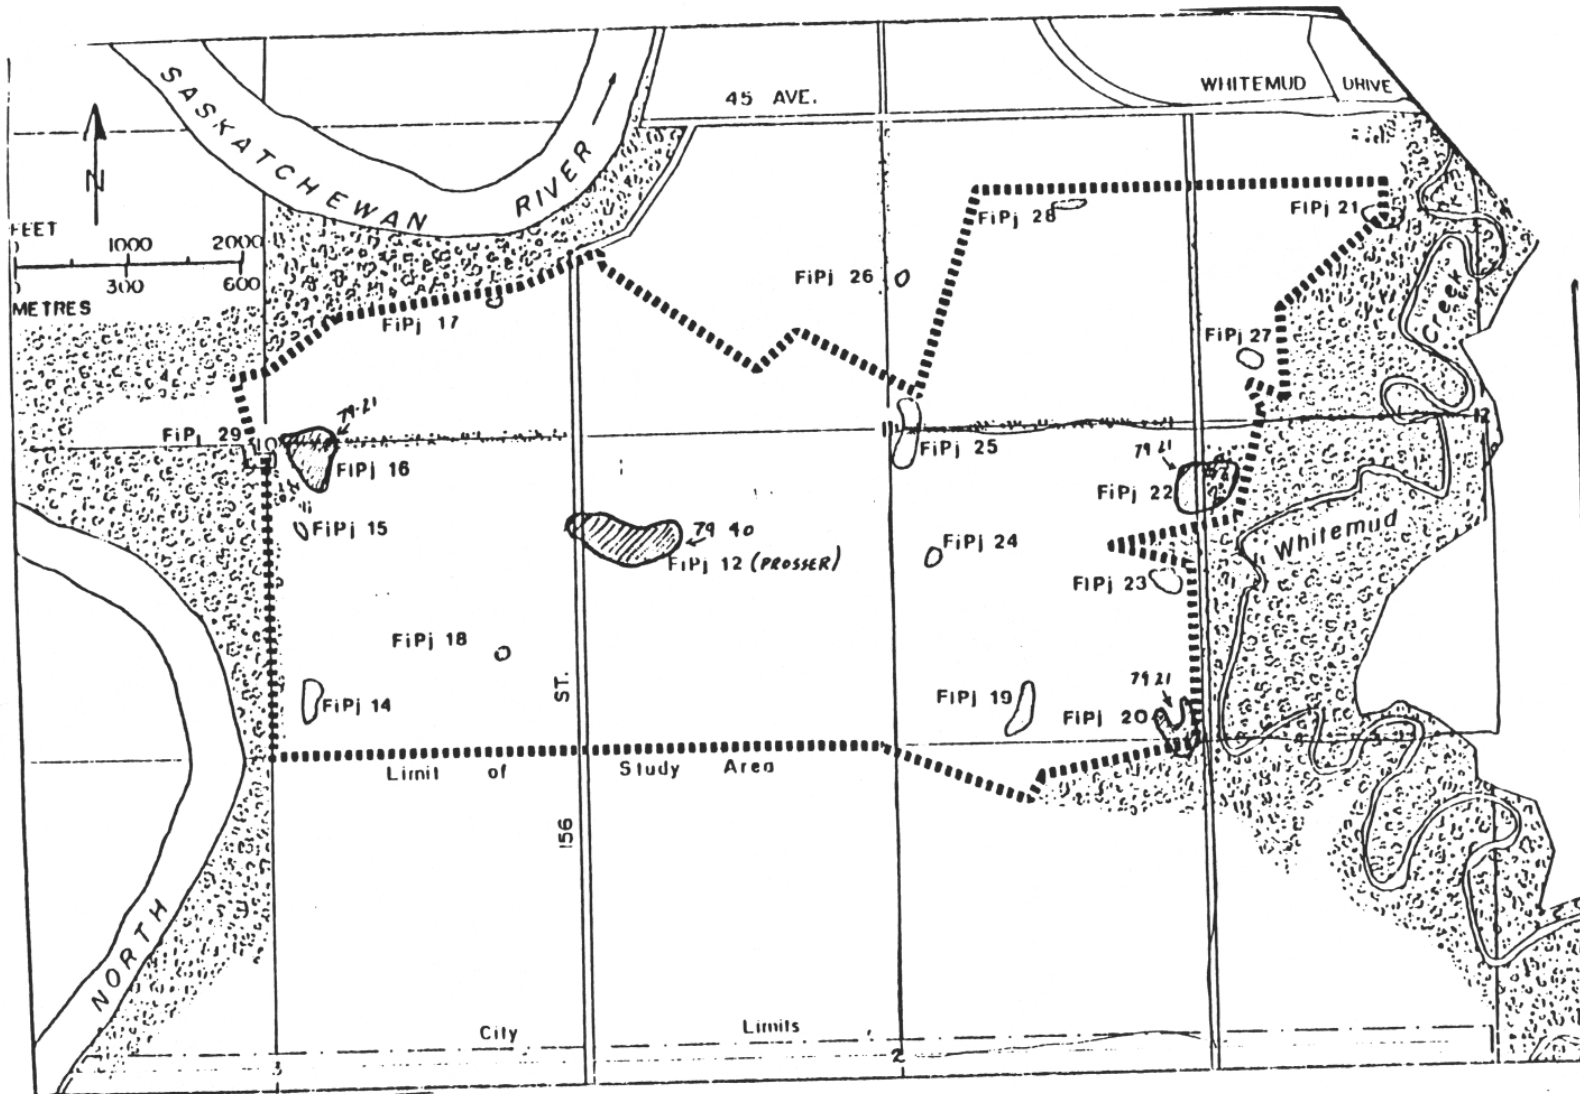 SASKATCHEWAN RIVER
45 AVE.
WHITEMUD DRIVE
N
FEET
1000 2000
300 600
METRES
FiPj 28
FiPj 21
FiPj 26
FiPj 17
FiPj 27
Creek
79-21
FiPj 29 10
FiPj 16
11
FiPj 25
12
79 21
FiPj 22
FiPj 15
79 40
FiPj 12 (PROSSER)
FiPj 24
Whitemud
FiPj 23
FiPj 18
ST.
FiPj 14
FiPj 19
79 21
FiPj 20
Limit of Study Area
156
NORTH
City Limits
3
2